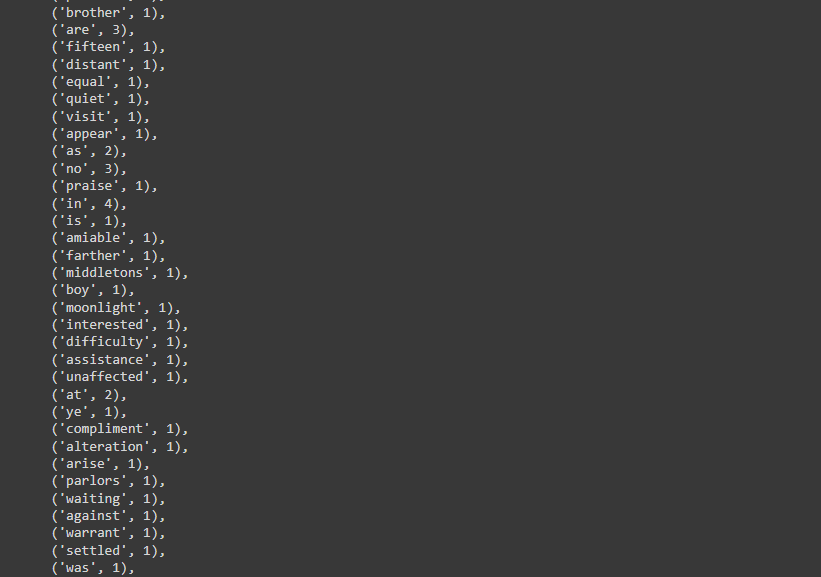 ('brother', 1),
('are', 3),
('fifteen', 1),
('distant', 1),
('equal', 1),
('quiet', 1),
('visit', 1),
('appear', 1),
('as', 2),
('no', 3),
('praise', 1),
('in', 4),
('is', 1),
('amiable', 1),
('farther', 1),
('middletons', 1),
('boy', 1),
('moonlight', 1),
('interested', 1),
('difficulty', 1),
('assistance', 1),
('unaffected', 1),
('at', 2),
('ye', 1),
('compliment', 1),
('alteration', 1),
('arise', 1),
('parlors', 1),
('waiting', 1),
('against', 1),
('warrant', 1),
('settled', 1),
('was', 1),